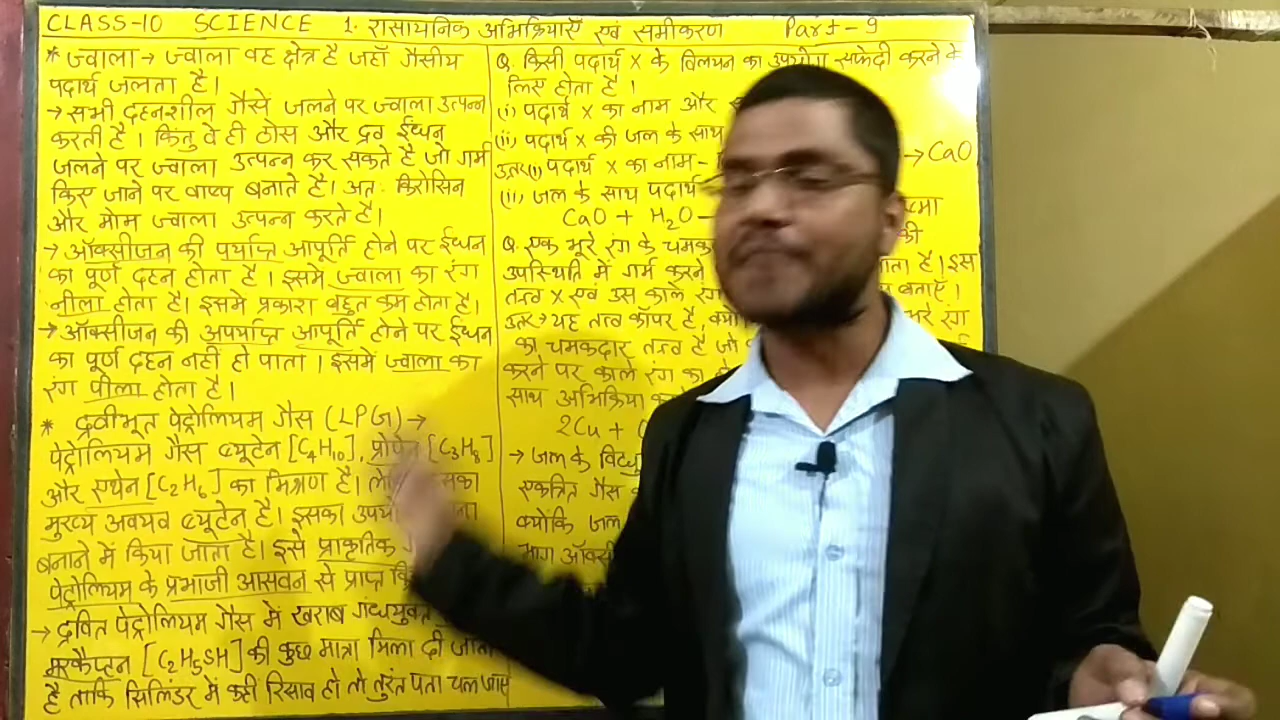 CLASS-10 SCIENCE 1. रासायनिक अभिक्रियाएँ एवं समीकरण Part-9
* ज्वाला → ज्वाला वह क्षेत्र है जहाँ गैसीय
पदार्थ जलता है।
→ सभी दहनशील गैसें जलने पर ज्वाला उत्पन्न
करती है। किंतु वे ही ठोस और द्रव ईंधन
जलने पर ज्वाला उत्पन्न कर सकते है जो गर्म
किए जाने पर वाष्प बनाते है। अतः किरोसिन
और मोम ज्वाला उत्पन्न करते है।
→ ऑक्सीजन की पर्याप्त आपूर्ति होने पर ईंधन
का पूर्ण दहन होता है। इसमें ज्वाला का रंग
नीला होता है। इसमें प्रकाश बहुत कम होता है।
→ ऑक्सीजन की अपर्याप्त आपूर्ति होने पर ईंधन
का पूर्ण दहन नहीं हो पाता। इसमें ज्वाला का
रंग पीला होता है।
* द्रवीभूत पेट्रोलियम गैस (LPG) →
पेट्रोलियम गैस ब्यूटेन [C₄H₁₀], प्रोपेन [C₃H₈]
और एथेन [C₂H₆] का मिश्रण है।
मुख्य अवयव ब्यूटेन है। इसका
बनाने में किया जाता है। इसे प्राकृतिक
पेट्रोलियम के प्रभाजी आसवन से प्राप्त
→ द्रवित पेट्रोलियम गैस में खराब गंधयुक्त
मरकैप्टन [C₂H₅SH] की कुछ मात्रा मिला दी जाती
है ताकि सिलिंडर में कहीं रिसाव हो तो तुरंत पता चल जाए
Q. किसी पदार्थ X के विलयन का उपयोग सफेदी करने के
लिए होता है।
(i) पदार्थ X का नाम और
(ii) पदार्थ X की जल के साथ
उत्तर(i) पदार्थ X का नाम- → CaO
(ii) जल के साथ पदार्थ
CaO + H₂O
Q. एक भूरे रंग के की
उपस्थिति में गर्म करने है। इस
तत्व X एवं उस काले रंग बताएँ।
उत्तर → यह तत्व कॉपर है, भूरे रंग
का चमकदार तत्व है जो
करने पर काले रंग का
साथ अभिक्रिया
2Cu +
→ जल के
एकत्रित गैस
क्योंकि जल
भाग